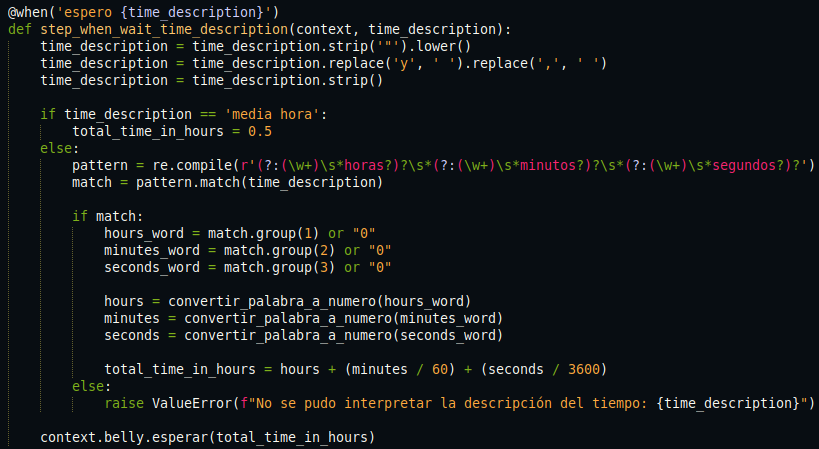 @when('espero {time_description}')
def step_when_wait_time_description(context, time_description):
    time_description = time_description.strip('"').lower()
    time_description = time_description.replace('y', ' ').replace(',', ' ')
    time_description = time_description.strip()

    if time_description == 'media hora':
        total_time_in_hours = 0.5
    else:
        pattern = re.compile(r'(?:(\w+)\s*horas?)?\s*(?:(\w+)\s*minutos?)?\s*(?:(\w+)\s*segundos?)?')
        match = pattern.match(time_description)

        if match:
            hours_word = match.group(1) or "0"
            minutes_word = match.group(2) or "0"
            seconds_word = match.group(3) or "0"

            hours = convertir_palabra_a_numero(hours_word)
            minutes = convertir_palabra_a_numero(minutes_word)
            seconds = convertir_palabra_a_numero(seconds_word)

            total_time_in_hours = hours + (minutes / 60) + (seconds / 3600)
        else:
            raise ValueError(f"No se pudo interpretar la descripción del tiempo: {time_description}")

    context.belly.esperar(total_time_in_hours)